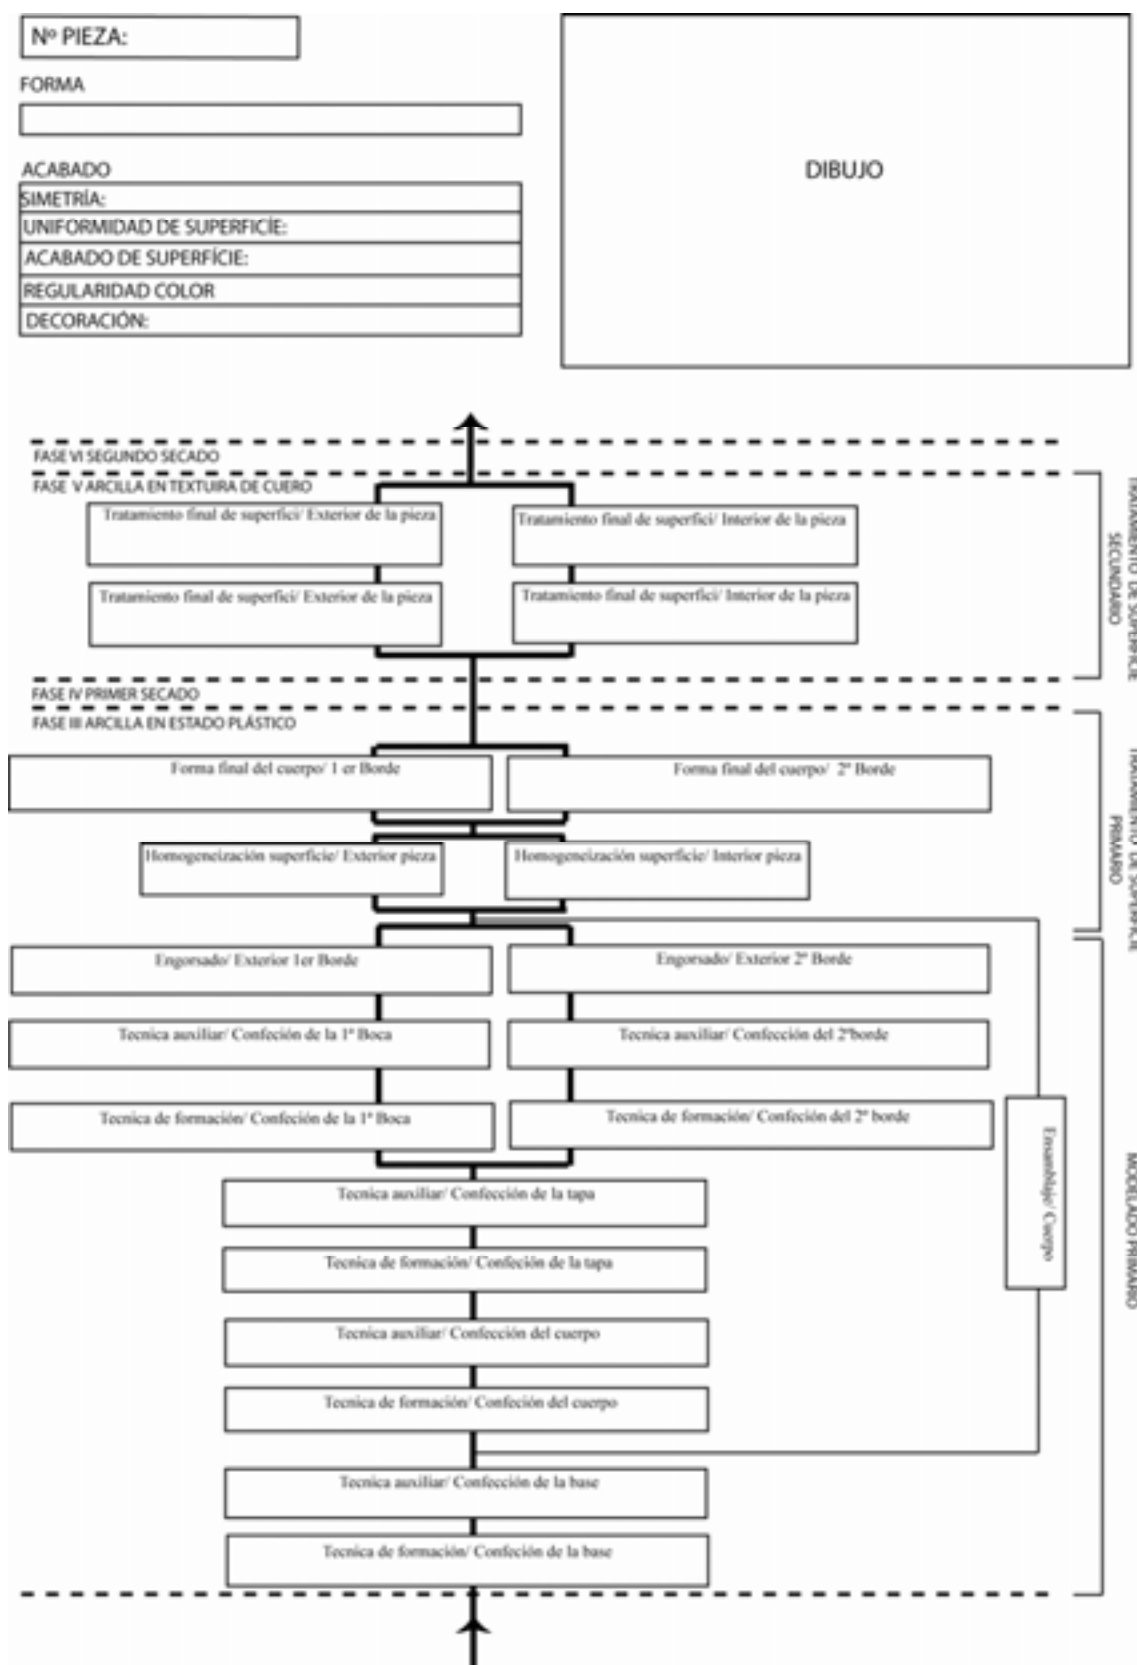 Nº PIEZA:
FORMA
ACABADO
SIMETRÍA:
UNIFORMIDAD DE SUPERFICÍE:
ACABADO DE SUPERFÍCIE:
REGULARIDAD COLOR
DECORACIÓN:
DIBUJO
FASE VI SEGUNDO SECADO
FASE V ARCILLA EN TEXTUIRA DE CUERO
Tratamiento final de superfici/ Exterior de la pieza
Tratamiento final de superfici/ Interior de la pieza
Tratamiento final de superfici/ Exterior de la pieza
Tratamiento final de superfici/ Interior de la pieza
TRATAMIENTO DE SUPERFICIE
SECUNDARIO
FASE IV PRIMER SECADO
FASE III ARCILLA EN ESTADO PLÁSTICO
Forma final del cuerpo/ 1 er Borde
Forma final del cuerpo/ 2º Borde
Homogeneización superficie/ Exterior pieza
Homogeneización superficie/ Interior pieza
TRATAMIENTO DE SUPERFICIE
PRIMARIO
Engorsado/ Exterior 1er Borde
Engorsado/ Exterior 2º Borde
Tecnica auxiliar/ Confeción de la 1ª Boca
Tecnica auxiliar/ Confección del 2ºborde
Tecnica de formación/ Confeción de la 1ª Boca
Tecnica de formación/ Confeción del 2º borde
Tecnica auxiliar/ Confección de la tapa
Tecnica de formación/ Confeción de la tapa
Tecnica auxiliar/ Confección del cuerpo
Tecnica de formación/ Confeción del cuerpo
Tecnica auxiliar/ Confección de la base
Tecnica de formación/ Confeción de la base
Ensamblaje/ Cuerpo
MODELADO PRIMARIO